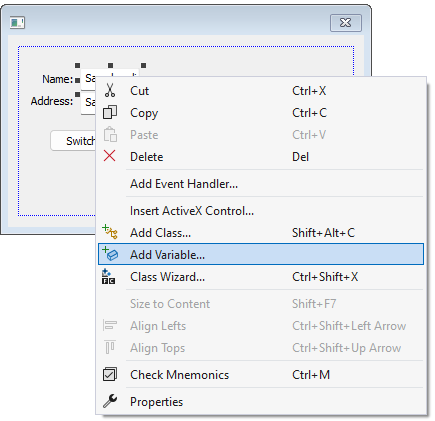 Name: Sa
Address: Sa
Switch
Cut Ctrl+X
Copy Ctrl+C
Paste Ctrl+V
Delete Del
Add Event Handler...
Insert ActiveX Control...
Add Class... Shift+Alt+C
Add Variable...
Class Wizard... Ctrl+Shift+X
Size to Content Shift+F7
Align Lefts Ctrl+Shift+Left Arrow
Align Tops Ctrl+Shift+Up Arrow
Check Mnemonics Ctrl+M
Properties